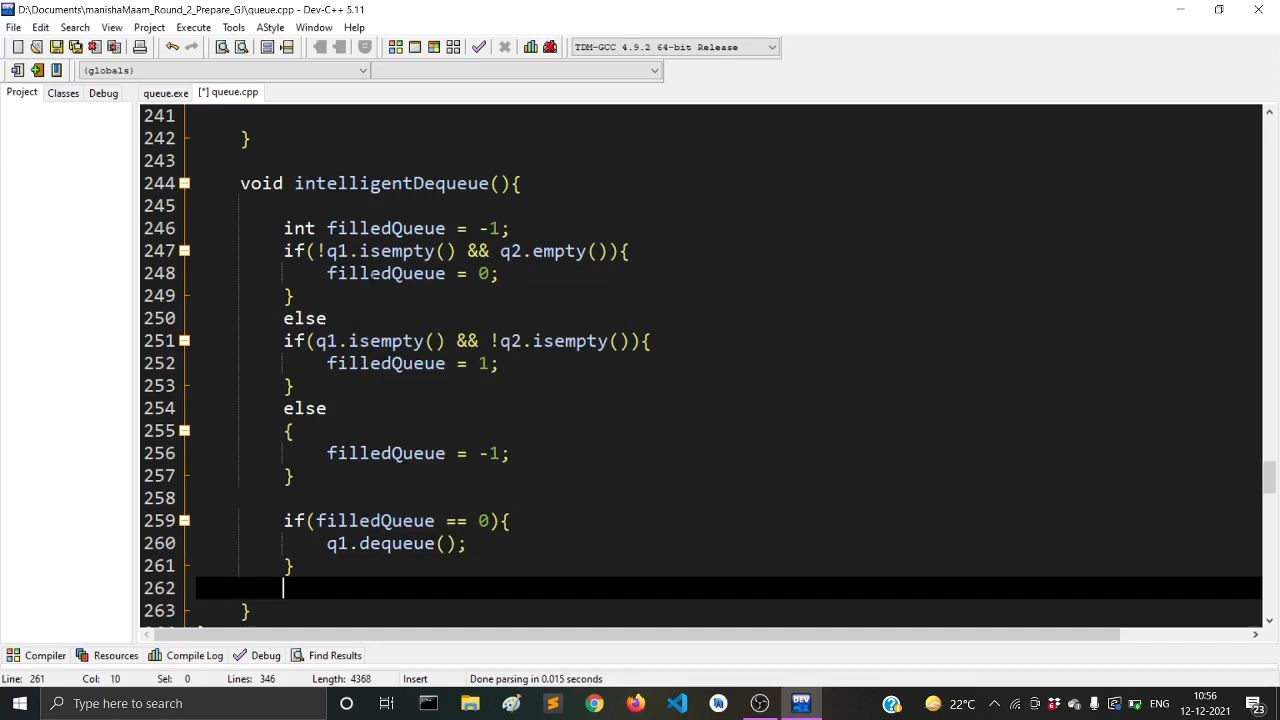 D:\Documents\manishaMaam_Round_2_Prepare_GJ\queue.cpp - Dev-C++ 5.11
File Edit Search View Project Execute Tools AStyle Window Help
TDM-GCC 4.9.2 64-bit Release
(globals)
Project Classes Debug queue.exe [*] queue.cpp
241
242 }
243
244 void intelligentDequeue(){
245
246 int filledQueue = -1;
247 if(!q1.isempty() && q2.empty()){
248 filledQueue = 0;
249 }
250 else
251 if(q1.isempty() && !q2.isempty()){
252 filledQueue = 1;
253 }
254 else
255 {
256 filledQueue = -1;
257 }
258
259 if(filledQueue == 0){
260 q1.dequeue();
261 }
262
263 }
Compiler Resources Compile Log Debug Find Results
Line: 261 Col: 10 Sel: 0 Lines: 346 Length: 4368 Insert Done parsing in 0.015 seconds
Type here to search 22°C ENG 10:56
12-12-2021 23